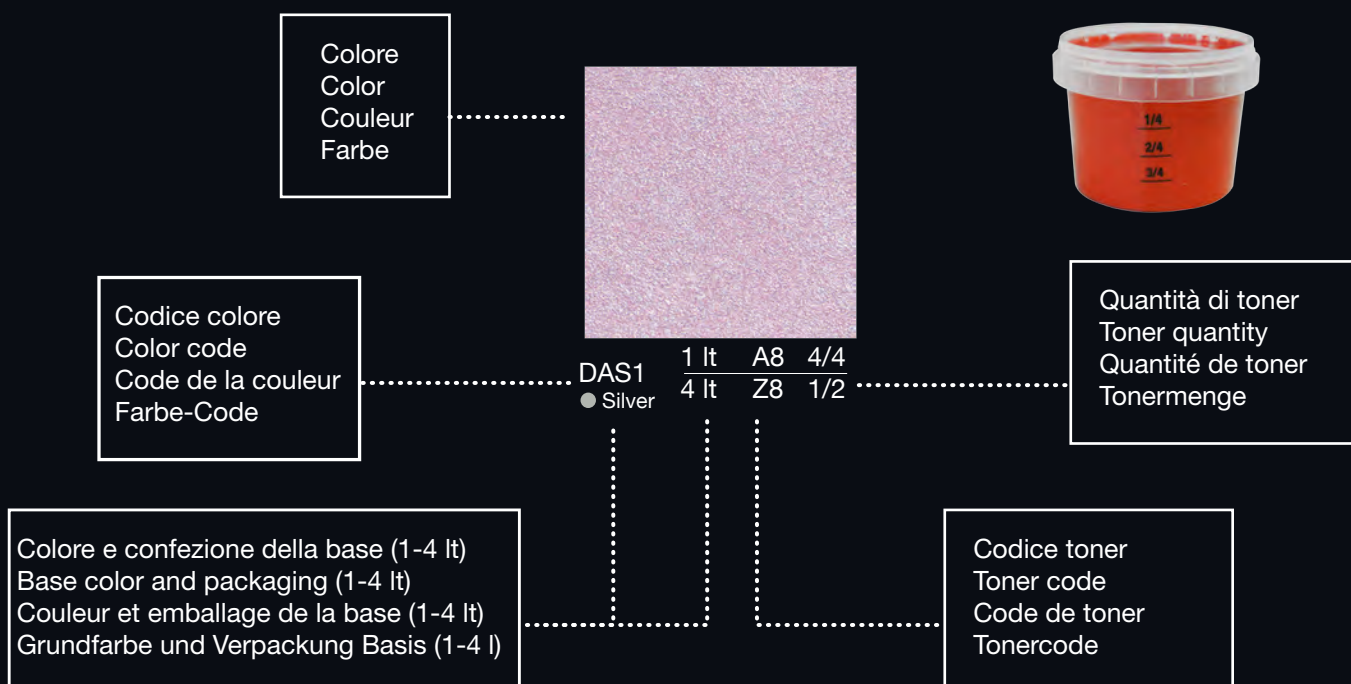 Colore
Color
Couleur
Farbe
1/4
2/4
3/4
Codice colore
Color code
Code de la couleur
Farbe-Code
DAS1
Silver
1 lt A8 4/4
4 lt Z8 1/2
Quantità di toner
Toner quantity
Quantité de toner
Tonermenge
Colore e confezione della base (1-4 lt)
Base color and packaging (1-4 lt)
Couleur et emballage de la base (1-4 lt)
Grundfarbe und Verpackung Basis (1-4 l)
Codice toner
Toner code
Code de toner
Tonercode